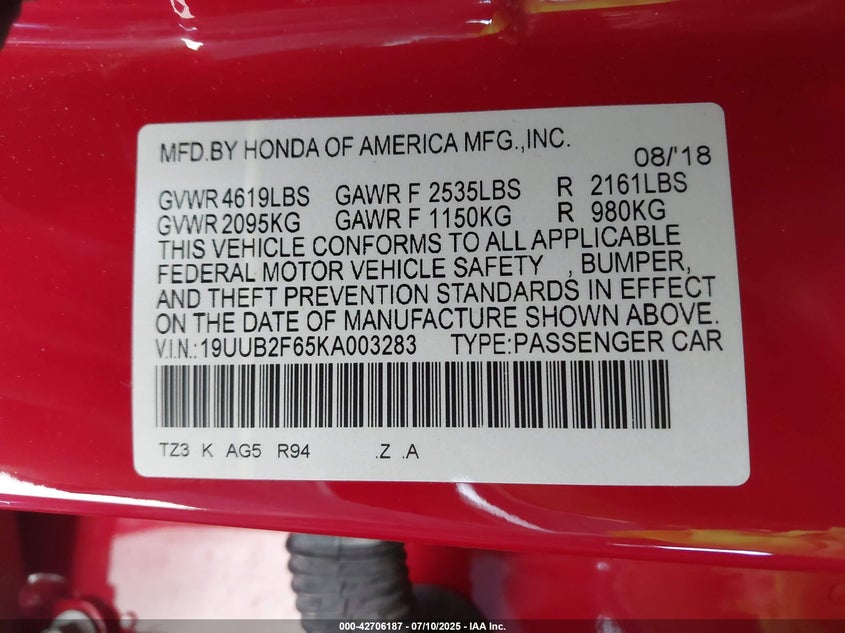 MFD.BY HONDA OF AMERICA MFG.,INC. 08/'18
GVWR 4619LBS GAWR F 2535LBS R 2161LBS
GVWR 2095KG GAWR F 1150KG R 980KG
THIS VEHICLE CONFORMS TO ALL APPLICABLE
FEDERAL MOTOR VEHICLE SAFETY , BUMPER,
AND THEFT PREVENTION STANDARDS IN EFFECT
ON THE DATE OF MANUFACTURE SHOWN ABOVE.
V.I.N.:19UUB2F65KA003283 TYPE:PASSENGER CAR
TZ3 K AG5 R94 .Z .A
000-42706187 - 07/10/2025 - IAA Inc.